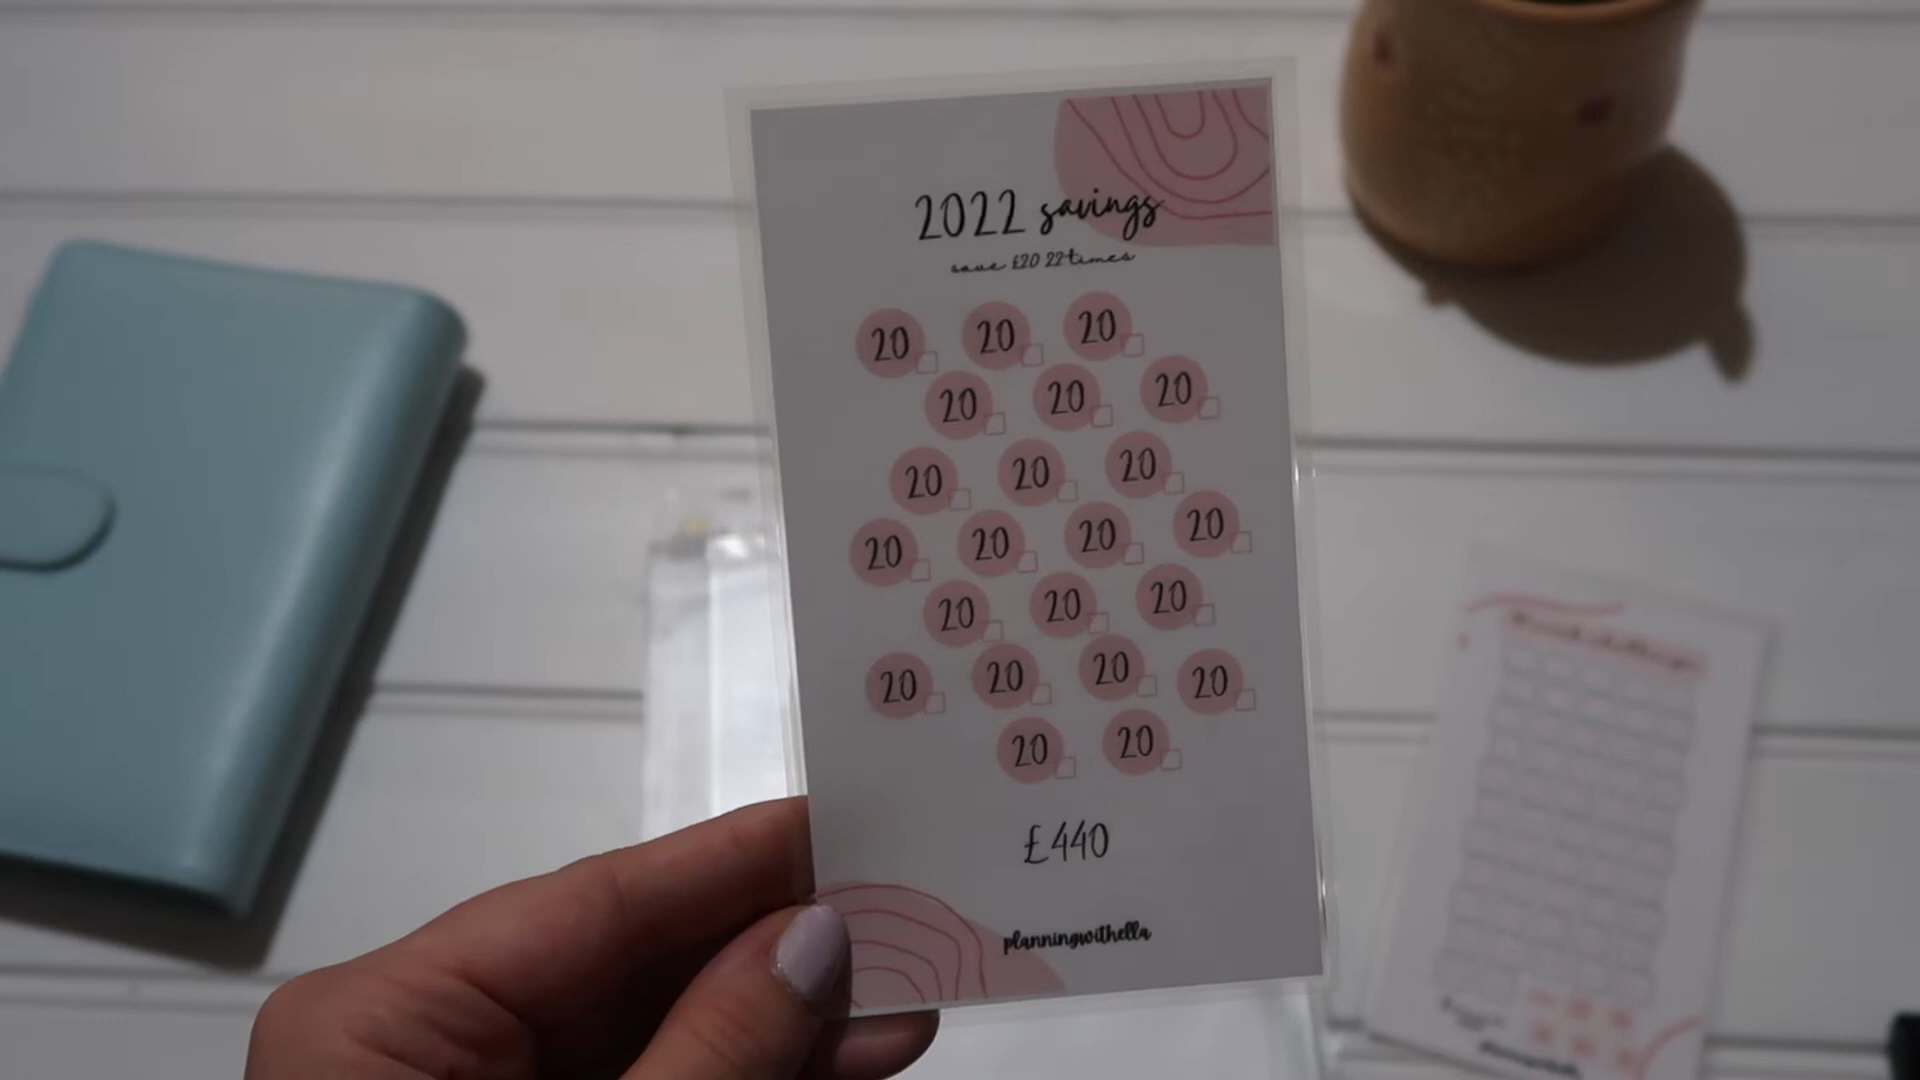 2022 savings
save £20 22 times
20 20 20
20 20 20
20 20 20
20 20 20 20
20 20 20
20 20 20 20
20 20
£440
planningwithella